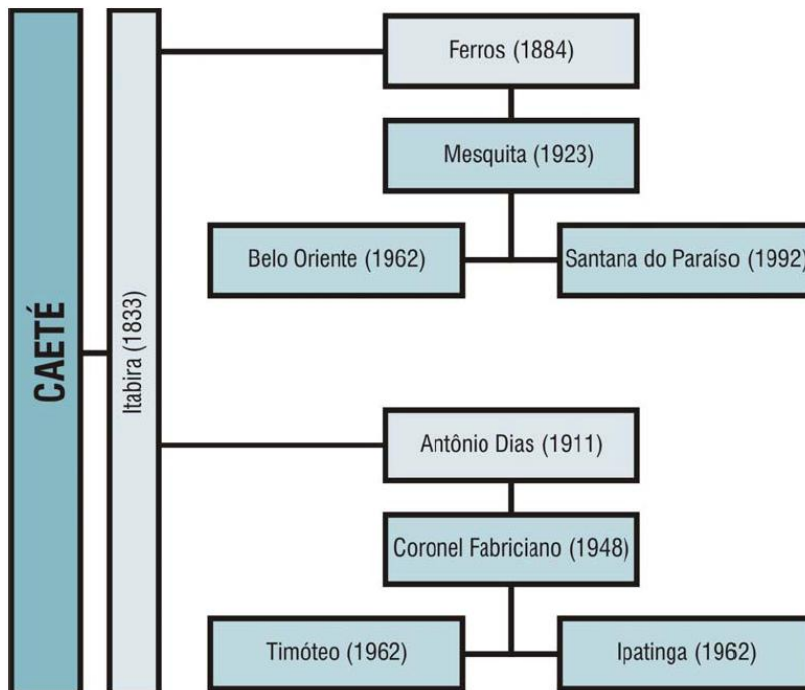 CAETÉ
Itabira (1833)
Ferros (1884)
Mesquita (1923)
Belo Oriente (1962)
Santana do Paraíso (1992)
Antônio Dias (1911)
Coronel Fabriciano (1948)
Timóteo (1962)
Ipatinga (1962)